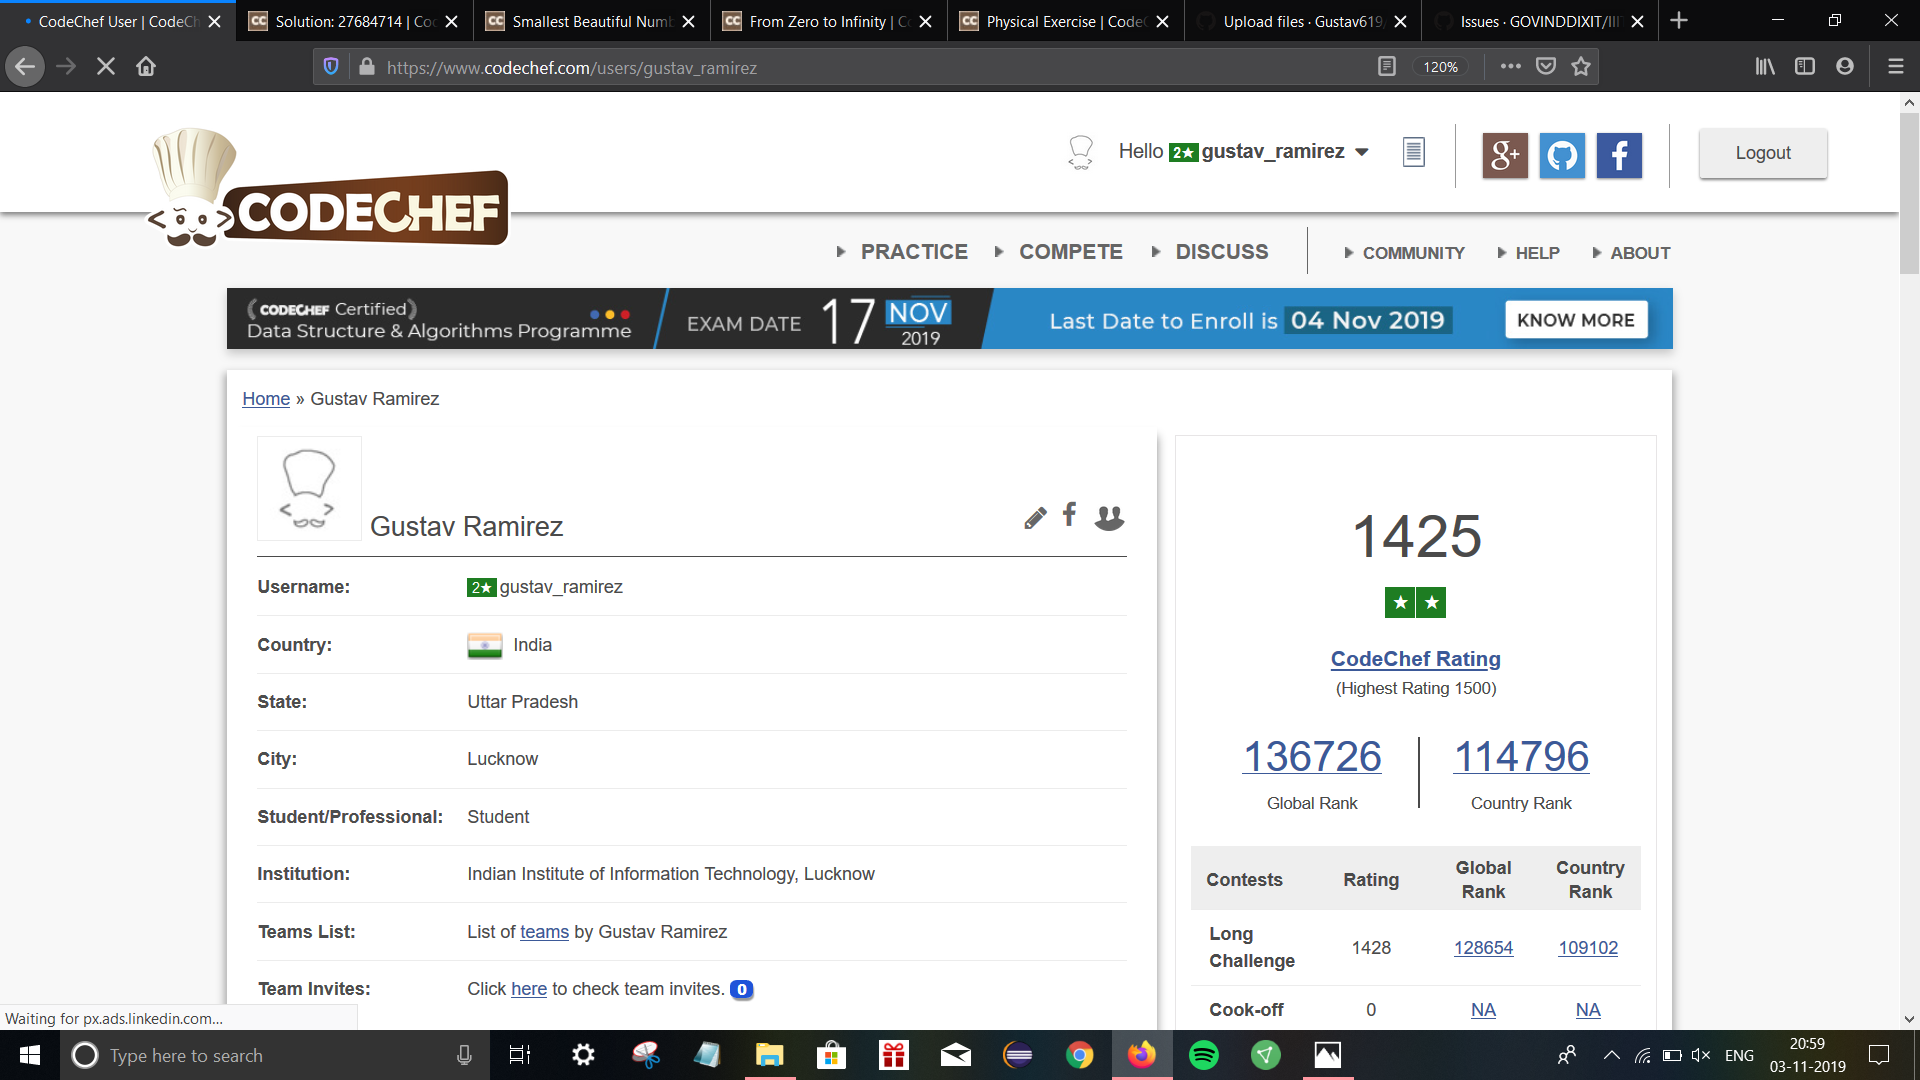 CodeChef User | CodeCh
Solution: 27684714 | Co
Smallest Beautiful Numb
From Zero to Infinity | C
Physical Exercise | CodeC
Upload files · Gustav619
Issues · GOVINDDIXIT/III
https://www.codechef.com/users/gustav_ramirez
120%
Hello 2★ gustav_ramirez
g+
f
Logout
CODECHEF
PRACTICE
COMPETE
DISCUSS
COMMUNITY
HELP
ABOUT
(CODECHEF Certified)
Data Structure & Algorithms Programme
EXAM DATE 17 NOV 2019
Last Date to Enroll is 04 Nov 2019
KNOW MORE
Home » Gustav Ramirez
Gustav Ramirez
Username: 2★ gustav_ramirez
Country: India
State: Uttar Pradesh
City: Lucknow
Student/Professional: Student
Institution: Indian Institute of Information Technology, Lucknow
Teams List: List of teams by Gustav Ramirez
Team Invites: Click here to check team invites. 0
1425
★ ★
CodeChef Rating
(Highest Rating 1500)
136726
Global Rank
114796
Country Rank
Contests Rating Global Rank Country Rank
Long Challenge 1428 128654 109102
Cook-off 0 NA NA
Waiting for px.ads.linkedin.com...
Type here to search
ENG
20:59
03-11-2019